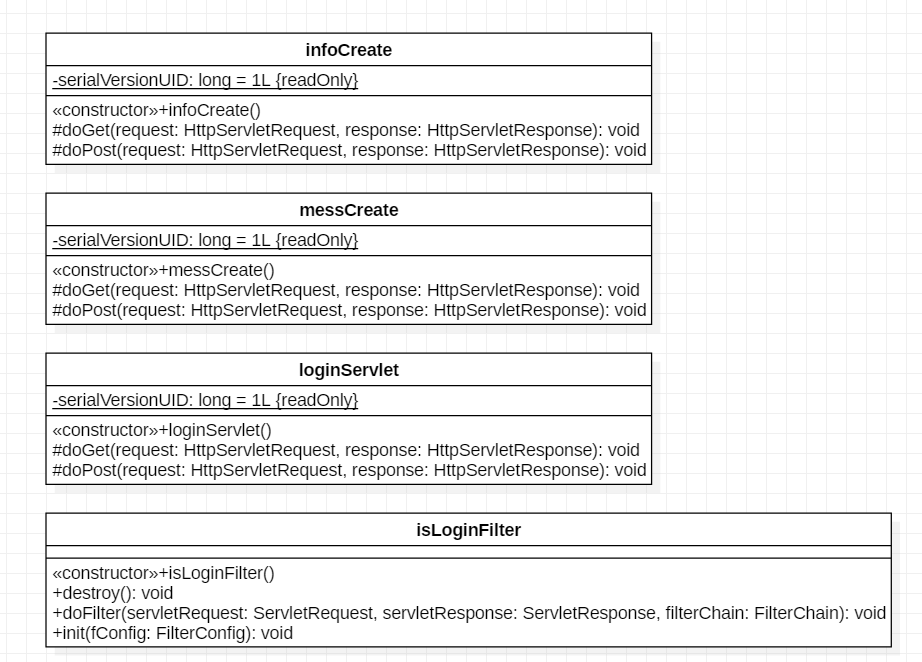 infoCreate
-serialVersionUID: long = 1L {readOnly}
«constructor»+infoCreate()
#doGet(request: HttpServletRequest, response: HttpServletResponse): void
#doPost(request: HttpServletRequest, response: HttpServletResponse): void
messCreate
-serialVersionUID: long = 1L {readOnly}
«constructor»+messCreate()
#doGet(request: HttpServletRequest, response: HttpServletResponse): void
#doPost(request: HttpServletRequest, response: HttpServletResponse): void
loginServlet
-serialVersionUID: long = 1L {readOnly}
«constructor»+loginServlet()
#doGet(request: HttpServletRequest, response: HttpServletResponse): void
#doPost(request: HttpServletRequest, response: HttpServletResponse): void
isLoginFilter
«constructor»+isLoginFilter()
+destroy(): void
+doFilter(servletRequest: ServletRequest, servletResponse: ServletResponse, filterChain: FilterChain): void
+init(fConfig: FilterConfig): void